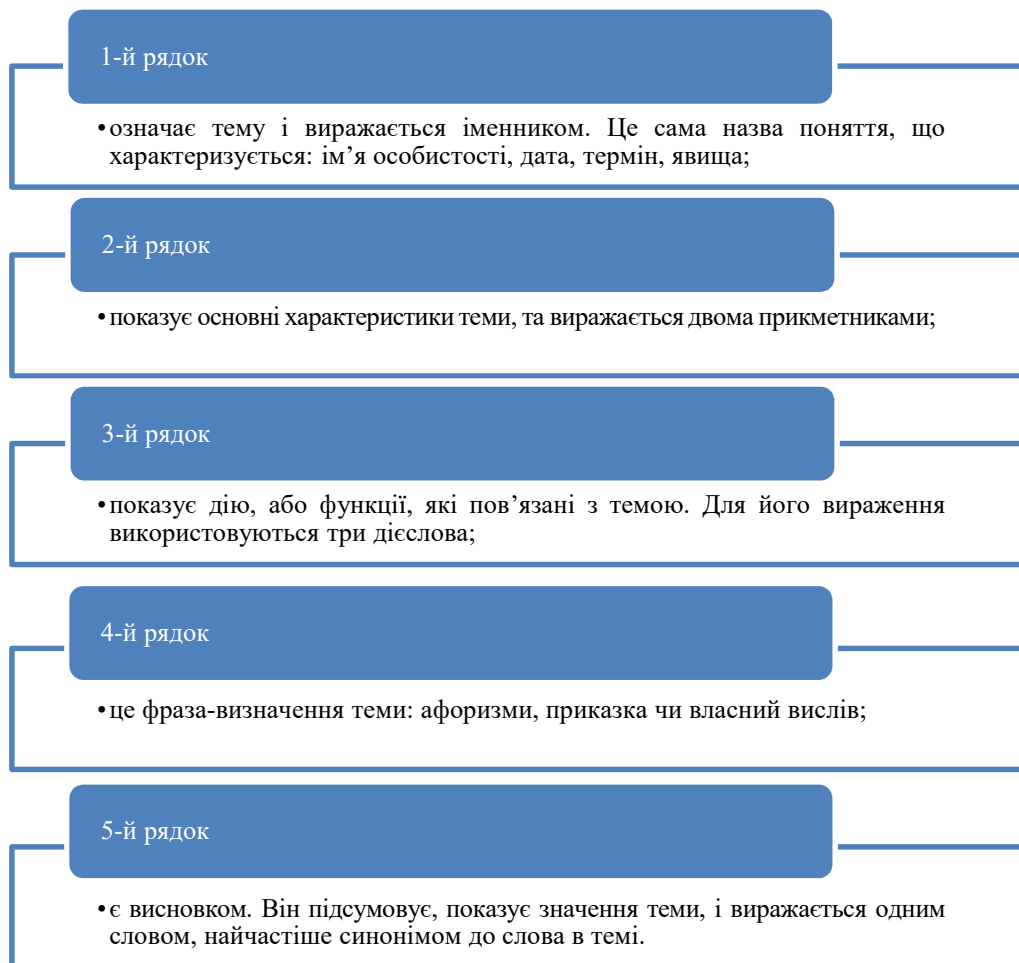 1-й рядок
•означає тему і виражається іменником. Це сама назва поняття, що
характеризується: ім’я особистості, дата, термін, явища;
2-й рядок
•показує основні характеристики теми, та виражається двома прикметниками;
3-й рядок
•показує дію, або функції, які пов’язані з темою. Для його вираження
використовуються три дієслова;
4-й рядок
•це фраза-визначення теми: афоризми, приказка чи власний вислів;
5-й рядок
•є висновком. Він підсумовує, показує значення теми, і виражається одним
словом, найчастіше синонімом до слова в темі.